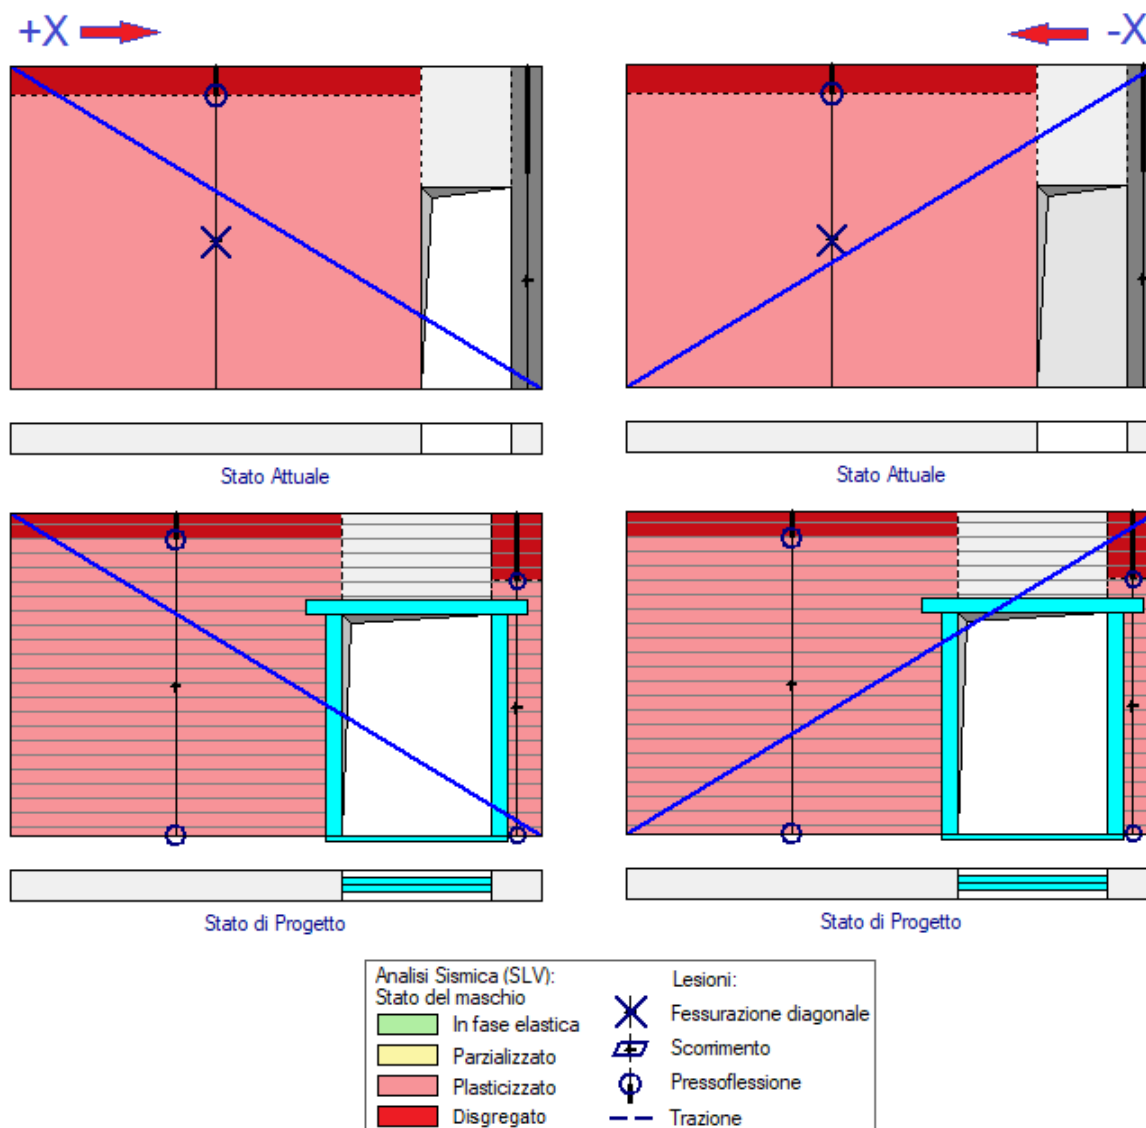 +X
-X
Stato Attuale
Stato Attuale
Stato di Progetto
Stato di Progetto
Analisi Sismica (SLV):
Stato del maschio
In fase elastica
Parzializzato
Plasticizzato
Disgregato
Lesioni:
Fessurazione diagonale
Scorrimento
Pressoflessione
Trazione